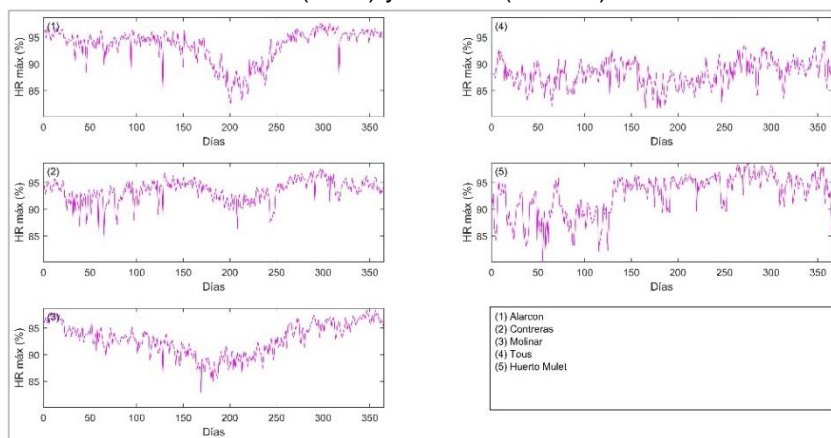 (1)
HR máx (%)
95
90
85
0 50 100 150 200 250 300 350
Días
(2)
HR máx (%)
95
90
85
0 50 100 150 200 250 300 350
Días
(3)
HR máx (%)
95
90
85
0 50 100 150 200 250 300 350
Días
(4)
HR máx (%)
95
90
85
0 50 100 150 200 250 300 350
Días
(5)
HR máx (%)
95
90
85
0 50 100 150 200 250 300 350
Días
(1) Alarcon
(2) Contreras
(3) Molinar
(4) Tous
(5) Huerto Mulet